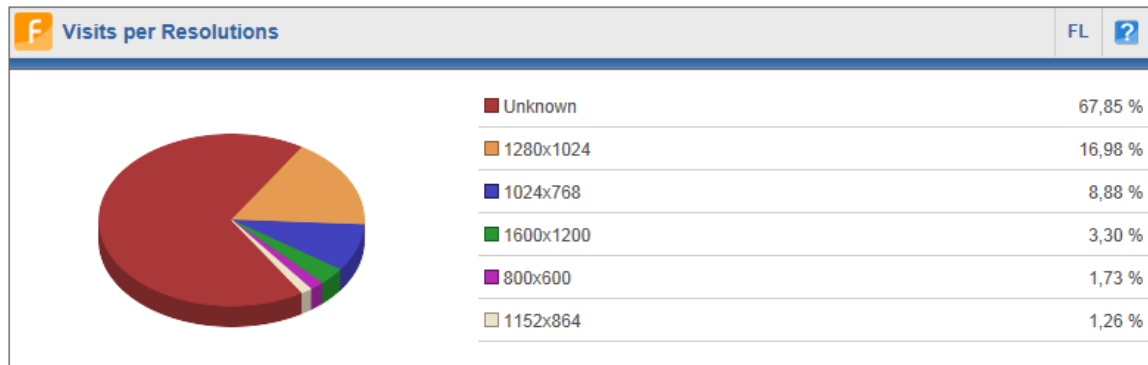 F Visits per Resolutions FL ?
Unknown 67,85 %
1280x1024 16,98 %
1024x768 8,88 %
1600x1200 3,30 %
800x600 1,73 %
1152x864 1,26 %